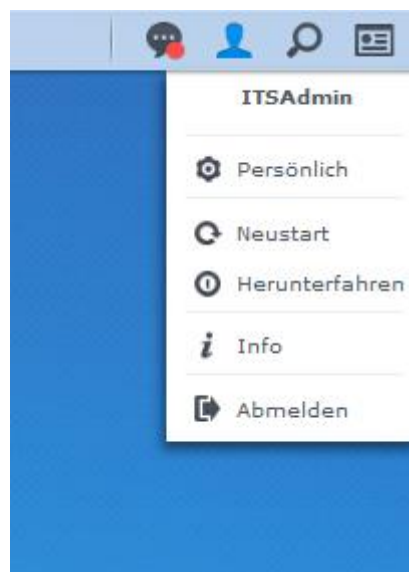 ITSAdmin
Persönlich
Neustart
Herunterfahren
Info
Abmelden